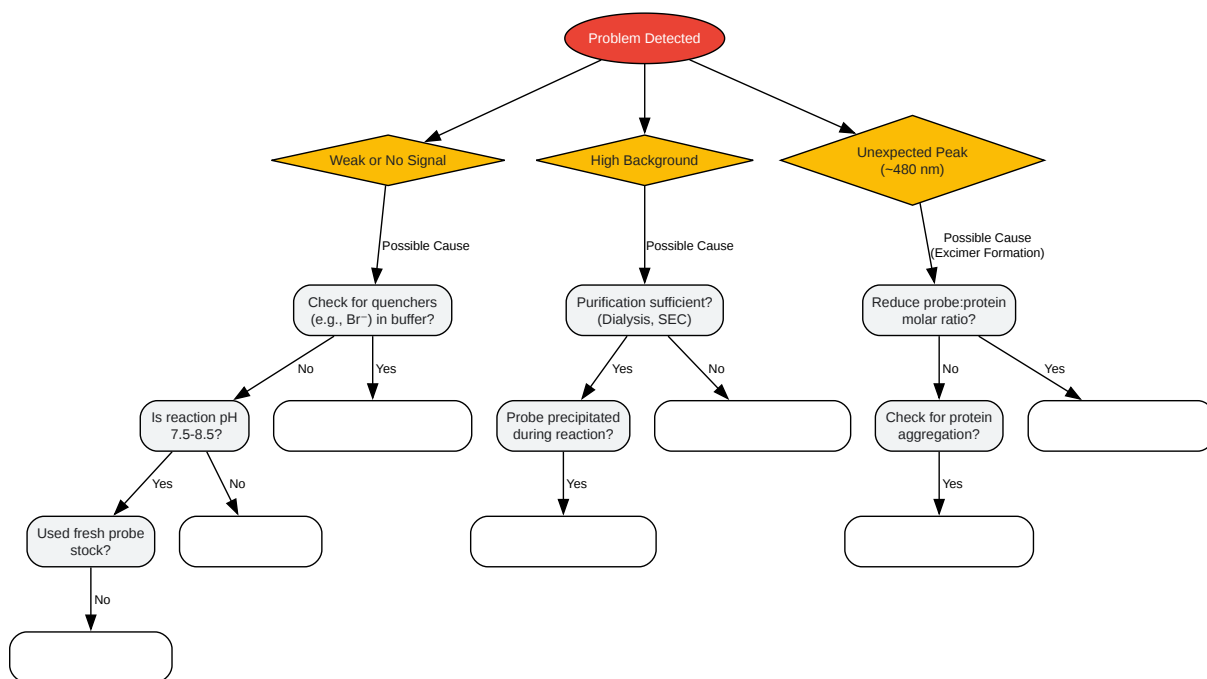 Problem Detected
Weak or No Signal
High Background
Unexpected Peak
(~480 nm)
Possible Cause
Possible Cause
Possible Cause
(Excimer Formation)
Check for quenchers
(e.g., Br⁻) in buffer?
Purification sufficient?
(Dialysis, SEC)
Reduce probe:protein
molar ratio?
No
Yes
Yes
No
No
Yes
Is reaction pH
7.5-8.5?
Probe precipitated
during reaction?
Check for protein
aggregation?
Yes
No
Yes
Yes
Used fresh probe
stock?
No